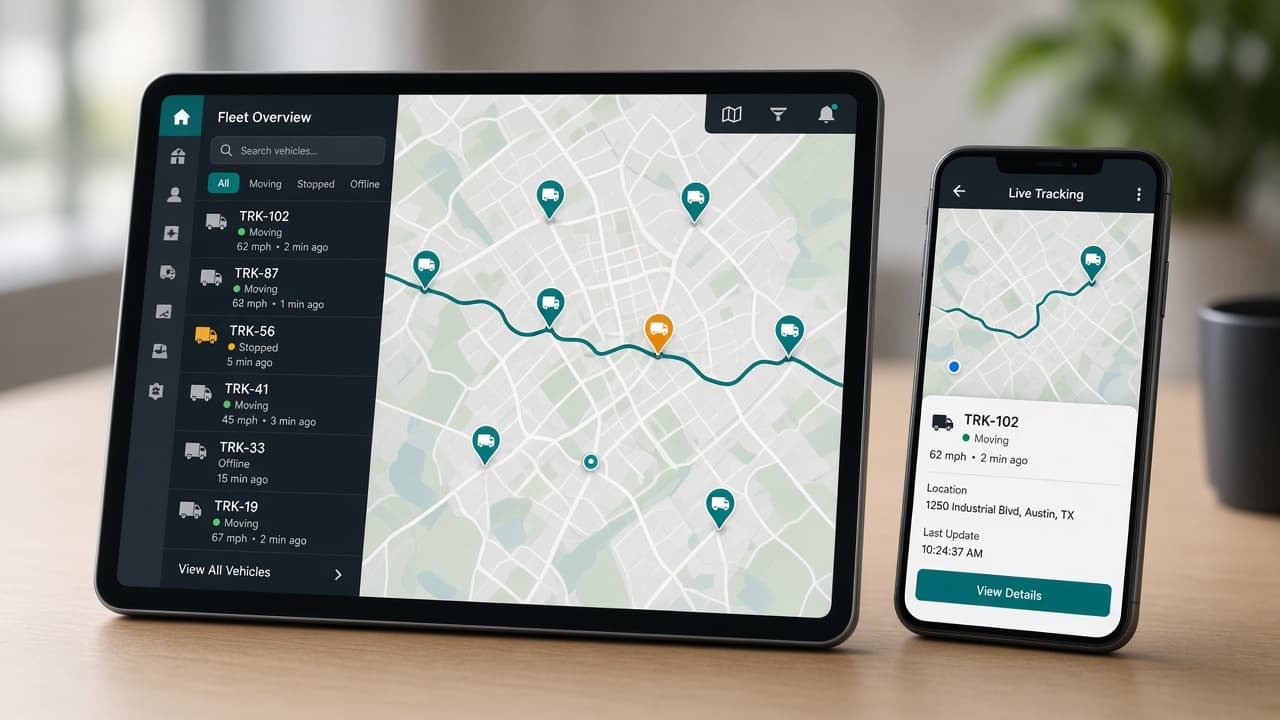 Fleet Overview
Search vehicles...
All Moving Stopped Offline
TRK-102
Moving
62 mph • 2 min ago
TRK-87
Moving
62 mph • 1 min ago
TRK-56
Stopped
5 min ago
TRK-41
Moving
45 mph • 3 min ago
TRK-33
Offline
15 min ago
TRK-19
Moving
67 mph • 2 min ago
View All Vehicles
Live Tracking
TRK-102
Moving
62 mph • 2 min ago
Location
1250 Industrial Blvd, Austin, TX
Last Update
10:24:37 AM
View Details